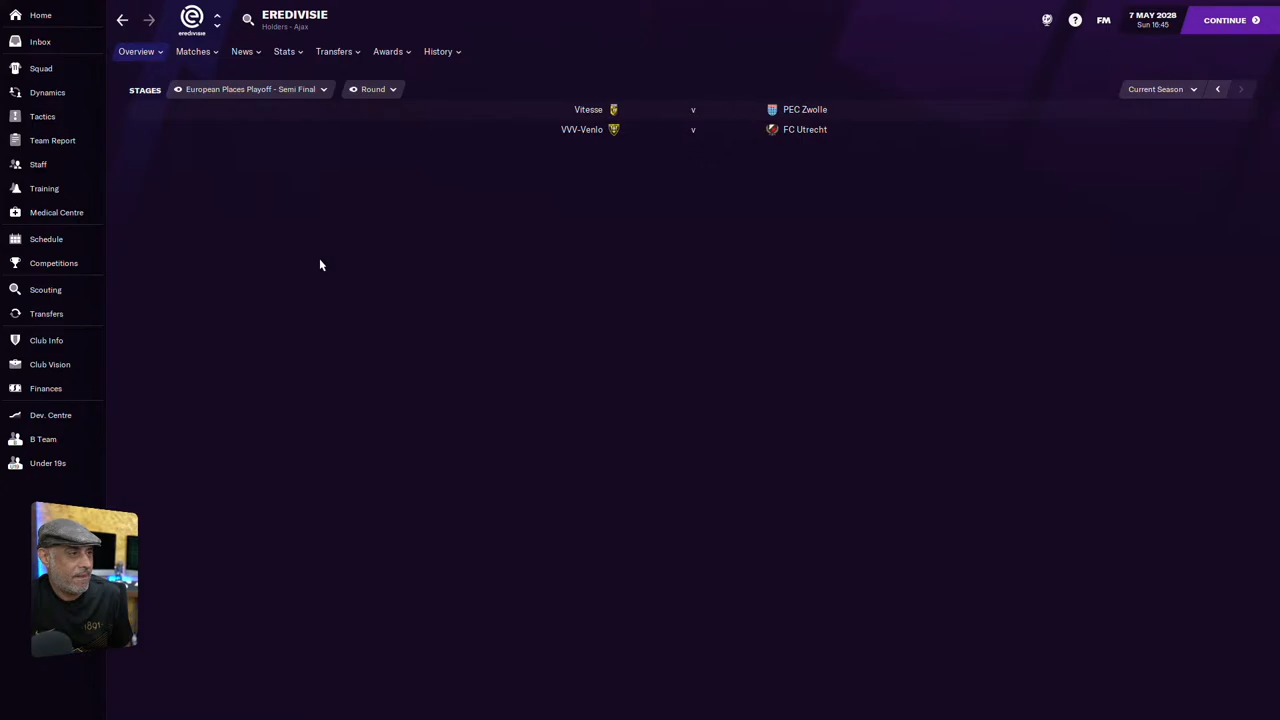 Home
Inbox
Squad
Dynamics
Tactics
Team Report
Staff
Training
Medical Centre
Schedule
Competitions
Scouting
Transfers
Club Info
Club Vision
Finances
Dev. Centre
B Team
Under 19s
eredivisie
EREDIVISIE
Holders - Ajax
FM
7 MAY 2028
Sun 16:45
CONTINUE
Overview Matches News Stats Transfers Awards History
STAGES European Places Playoff - Semi Final Round Current Season
Vitesse v PEC Zwolle
VVV-Venlo v FC Utrecht